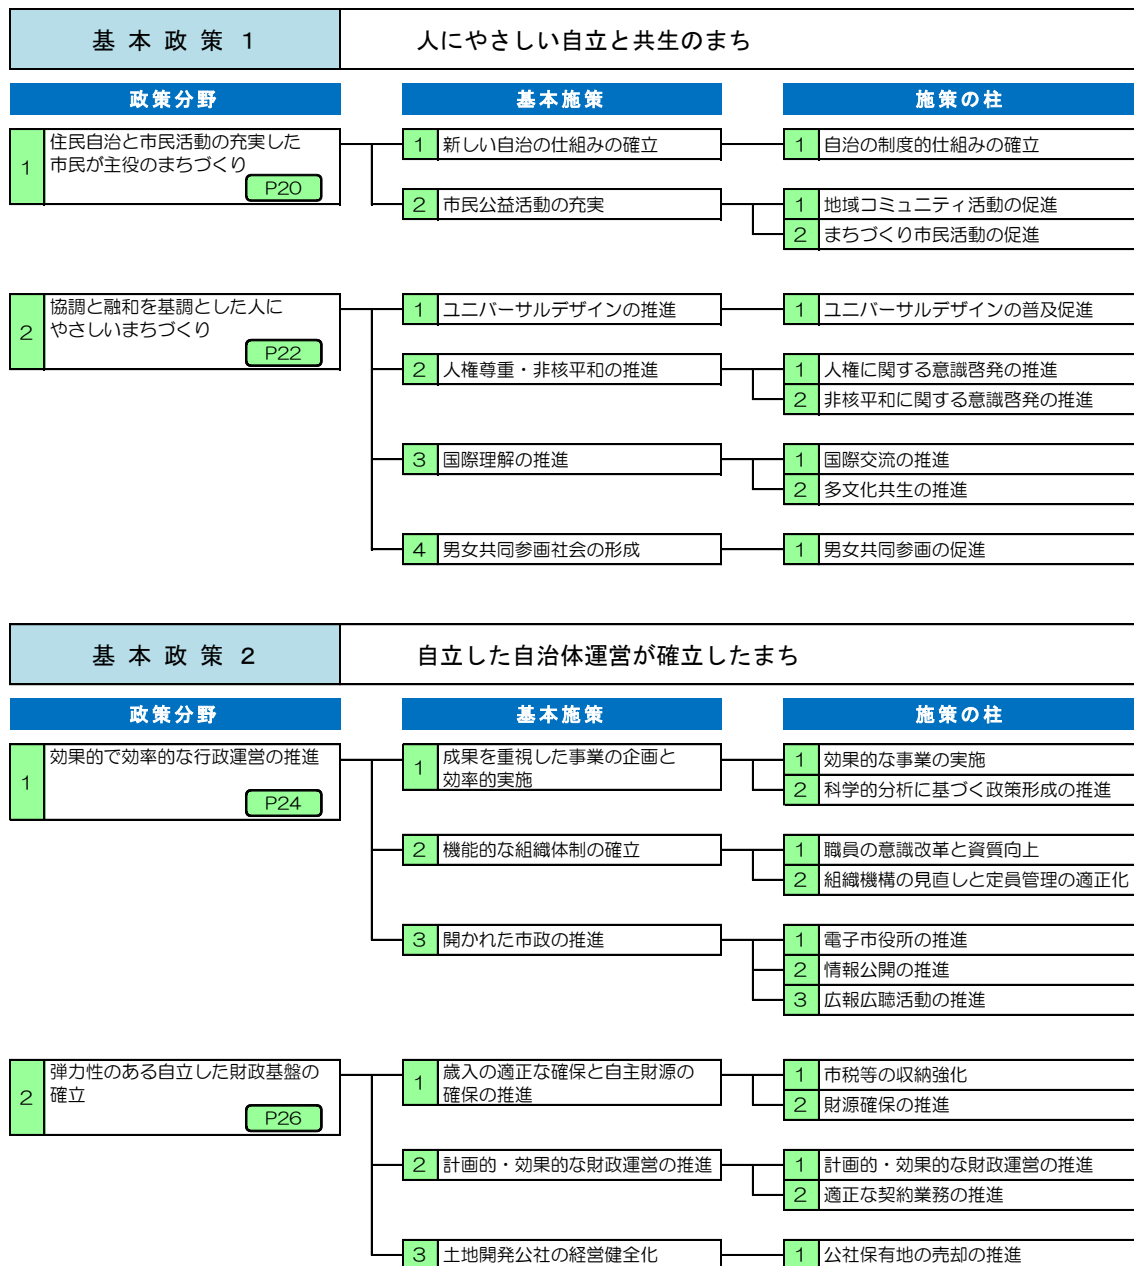 基本政策 1
人にやさしい自立と共生のまち
政策分野
基本施策
施策の柱
1
住民自治と市民活動の充実した
市民が主役のまちづくり
P20
1 新しい自治の仕組みの確立
1 自治の制度的仕組みの確立
2 市民公益活動の充実
1 地域コミュニティ活動の促進
2 まちづくり市民活動の促進
2
協調と融和を基調とした人に
やさしいまちづくり
P22
1 ユニバーサルデザインの推進
1 ユニバーサルデザインの普及促進
2 人権尊重・非核平和の推進
1 人権に関する意識啓発の推進
2 非核平和に関する意識啓発の推進
3 国際理解の推進
1 国際交流の推進
2 多文化共生の推進
4 男女共同参画社会の形成
1 男女共同参画の促進
基本政策 2
自立した自治体運営が確立したまち
政策分野
基本施策
施策の柱
1
効果的で効率的な行政運営の推進
P24
1
成果を重視した事業の企画と
効率的実施
1 効果的な事業の実施
2 科学的分析に基づく政策形成の推進
2 機能的な組織体制の確立
1 職員の意識改革と資質向上
2 組織機構の見直しと定員管理の適正化
3 開かれた市政の推進
1 電子市役所の推進
2 情報公開の推進
3 広報広聴活動の推進
2
弾力性のある自立した財政基盤の
確立
P26
1
歳入の適正な確保と自主財源の
確保の推進
1 市税等の収納強化
2 財源確保の推進
2 計画的・効果的な財政運営の推進
1 計画的・効果的な財政運営の推進
2 適正な契約業務の推進
3 土地開発公社の経営健全化
1 公社保有地の売却の推進